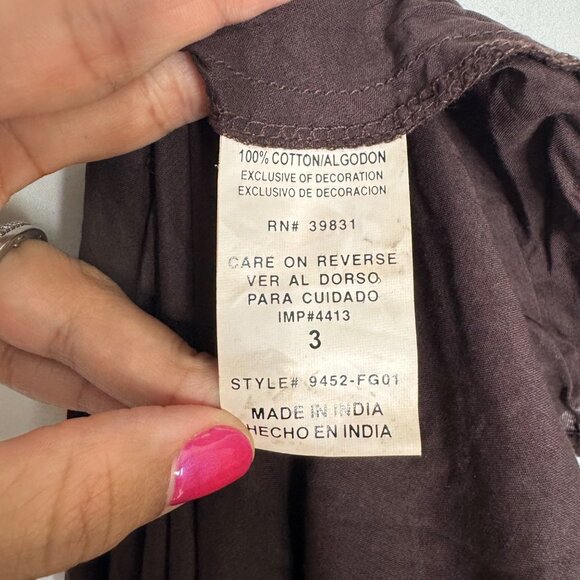 100% COTTON/ALGODON
EXCLUSIVE OF DECORATION
EXCLUSIVO DE DECORACION
RN# 39831
CARE ON REVERSE
VER AL DORSO
PARA CUIDADO
IMP#4413
3
STYLE# 9452-FG01
MADE IN INDIA
HECHO EN INDIA